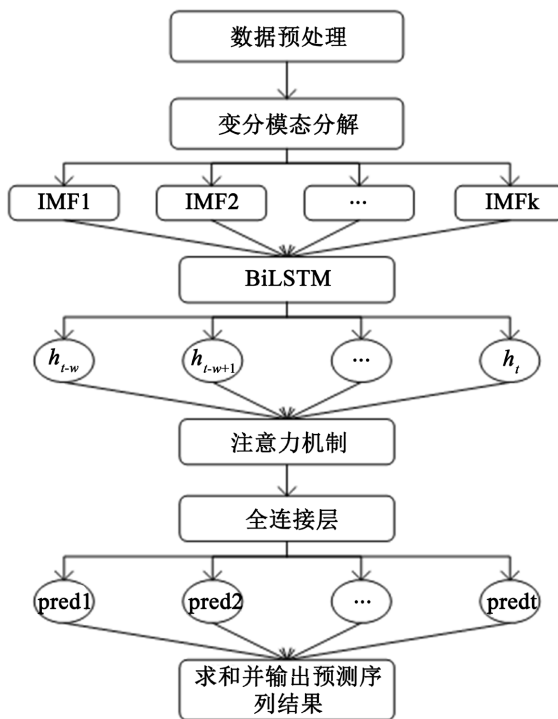 数据预处理
变分模态分解
IMF1 IMF2 ... IMFk
BiLSTM
h_{t-w} h_{t-w+1} ... h_t
注意力机制
全连接层
pred1 pred2 ... predt
求和并输出预测序
列结果